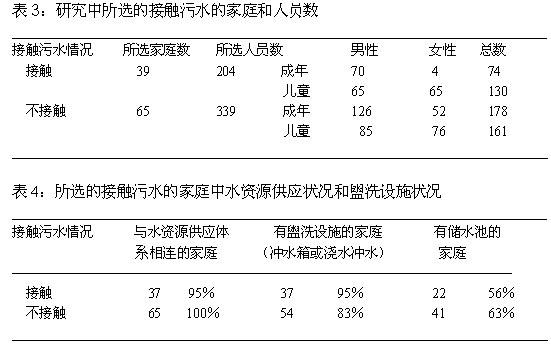 表 3：研究中所选的接触污水的家庭和人员数
接触污水情况 所选家庭数 所选人员数 男性 女性 总数
接触 39 204 成年 70 4 74
儿童 65 65 130
不接触 65 339 成年 126 52 178
儿童 85 76 161
表 4：所选的接触污水的家庭中水资源供应状况和盥洗设施状况
接触污水情况 与水资源供应体 有盥洗设施的家庭 有储水池的
系相连的家庭 （冲水箱或浇水冲水） 家庭
接触 37 95% 37 95% 22 56%
不接触 65 100% 54 83% 41 63%